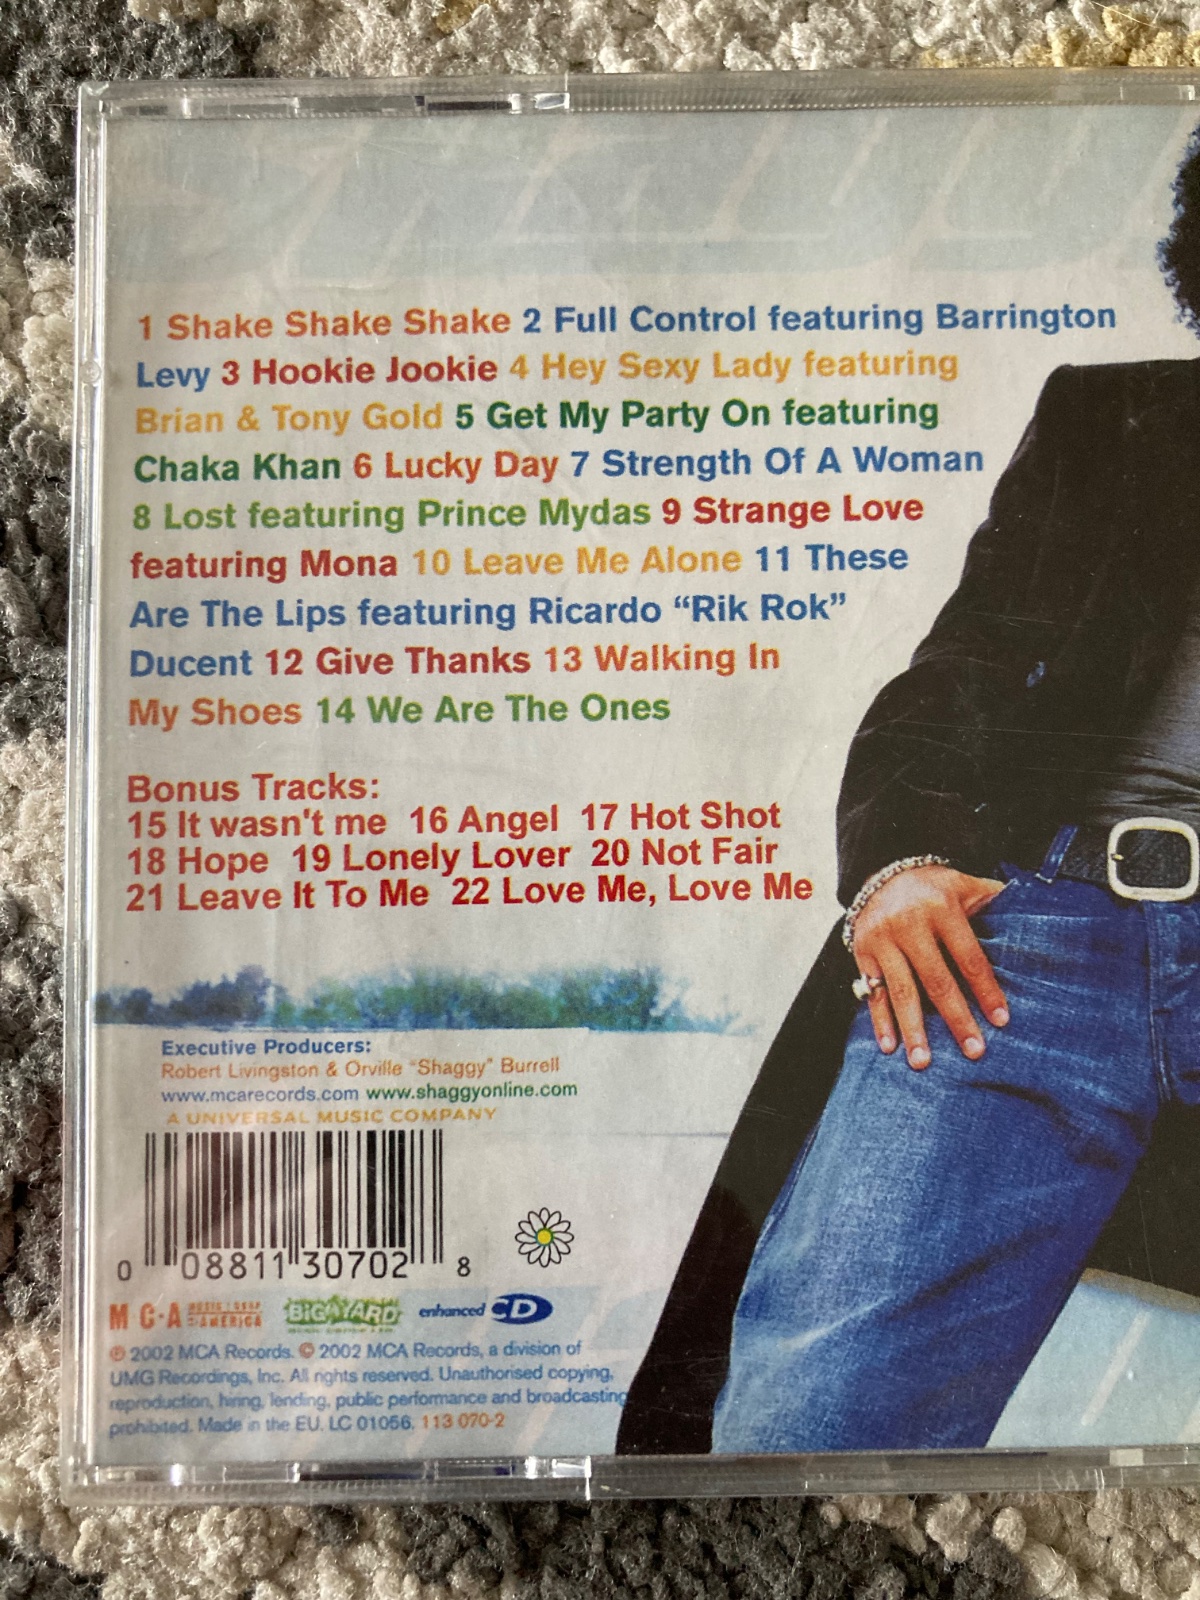 1 Shake Shake Shake 2 Full Control featuring Barrington
Levy 3 Hookie Jookie 4 Hey Sexy Lady featuring
Brian & Tony Gold 5 Get My Party On featuring
Chaka Khan 6 Lucky Day 7 Strength Of A Woman
8 Lost featuring Prince Mydas 9 Strange Love
featuring Mona 10 Leave Me Alone 11 These
Are The Lips featuring Ricardo “Rik Rok”
Ducent 12 Give Thanks 13 Walking In
My Shoes 14 We Are The Ones
Bonus Tracks:
15 It wasn't me 16 Angel 17 Hot Shot
18 Hope 19 Lonely Lover 20 Not Fair
21 Leave It To Me 22 Love Me, Love Me
Executive Producers:
Robert Livingston & Orville "Shaggy" Burrell
www.mcarecords.com www.shaggyonline.com
A UNIVERSAL MUSIC COMPANY
0 08811 30702 8
M·C·A AMERICA BIG YARD enhanced CD
℗ 2002 MCA Records. © 2002 MCA Records, a division of
UMG Recordings, Inc. All rights reserved. Unauthorised copying,
reproduction, hiring, lending, public performance and broadcasting
prohibited. Made in the EU. LC 01056. 113 070-2